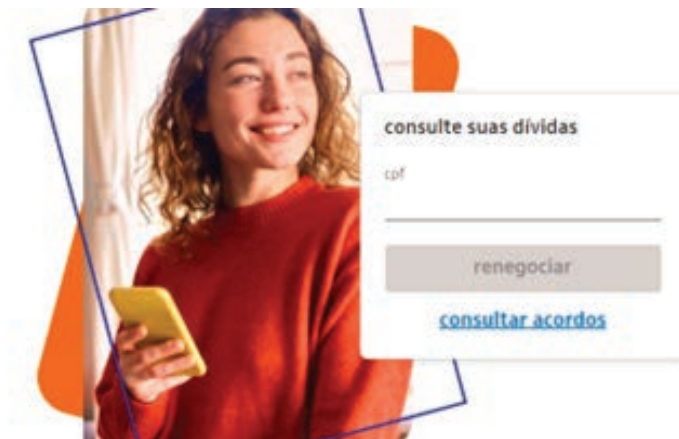 consulte suas dívidas
cpf
renegociar
consultar acordos